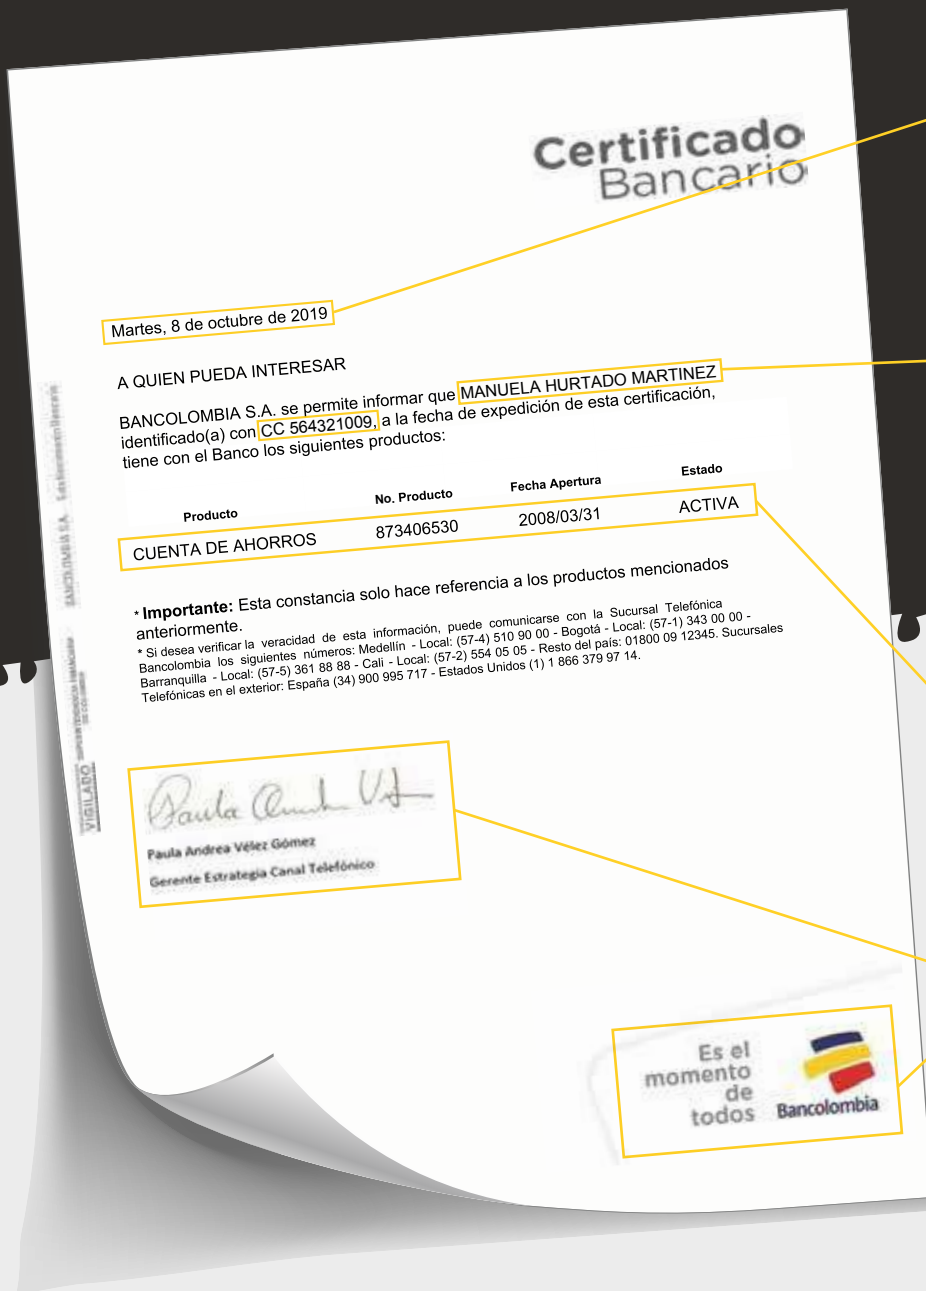 Certificado
Bancario
Martes, 8 de octubre de 2019
A QUIEN PUEDA INTERESAR
BANCOLOMBIA S.A. se permite informar que MANUELA HURTADO MARTINEZ
identificado(a) con CC 564321009, a la fecha de expedición de esta certificación,
tiene con el Banco los siguientes productos:
Producto No. Producto Fecha Apertura Estado
CUENTA DE AHORROS 873406530 2008/03/31 ACTIVA
* Importante: Esta constancia solo hace referencia a los productos mencionados
anteriormente.
* Si desea verificar la veracidad de esta información, puede comunicarse con la Sucursal Telefónica
Bancolombia los siguientes números: Medellín - Local: (57-4) 510 90 00 - Bogotá - Local: (57-1) 343 00 00 -
Barranquilla - Local: (57-5) 361 88 88 - Cali - Local: (57-2) 554 05 05 - Resto del país: 01800 09 12345. Sucursales
Telefónicas en el exterior: España (34) 900 995 717 - Estados Unidos (1) 1 866 379 97 14.
Paula Andrea Vélez Gómez
Gerente Estrategia Canal Telefónico
Es el
momento
de
todos
Bancolombia
VIGILADO SUPERINTENDENCIA FINANCIERA
DE COLOMBIA
BANCOLOMBIA S.A. Establecimiento Bancario